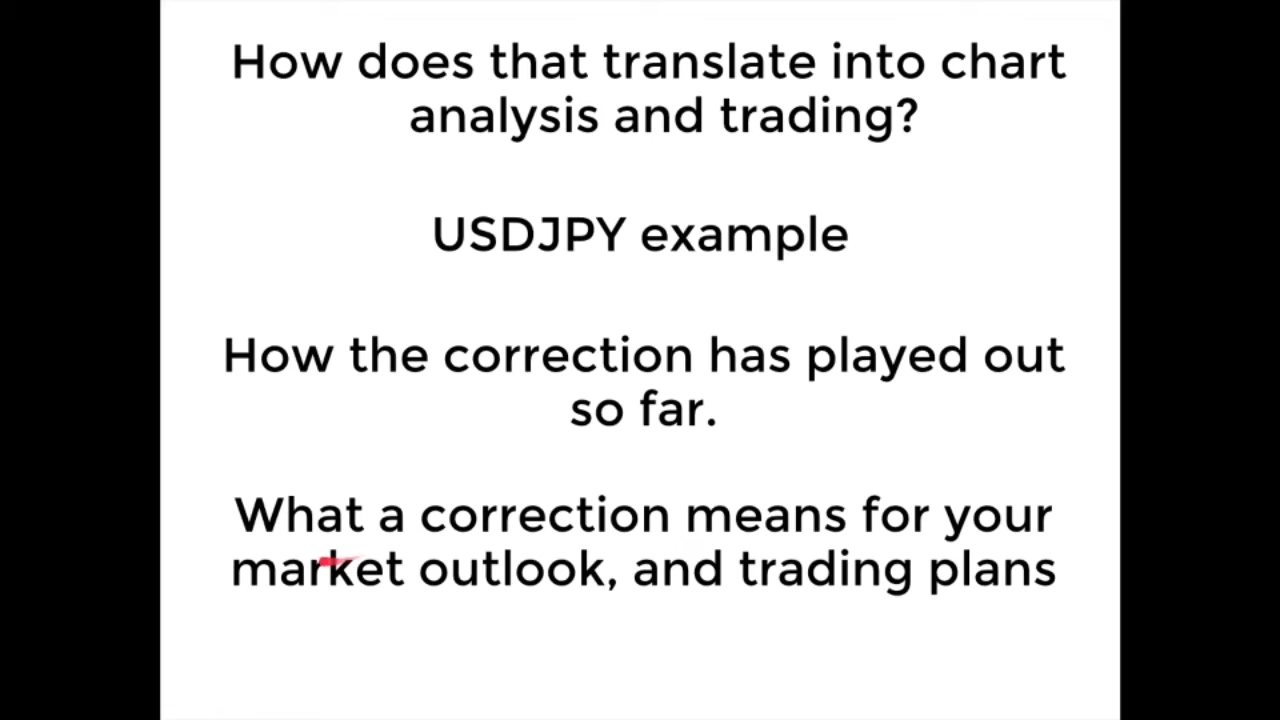 How does that translate into chart
analysis and trading?
USDJPY example
How the correction has played out
so far.
What a correction means for your
market outlook, and trading plans